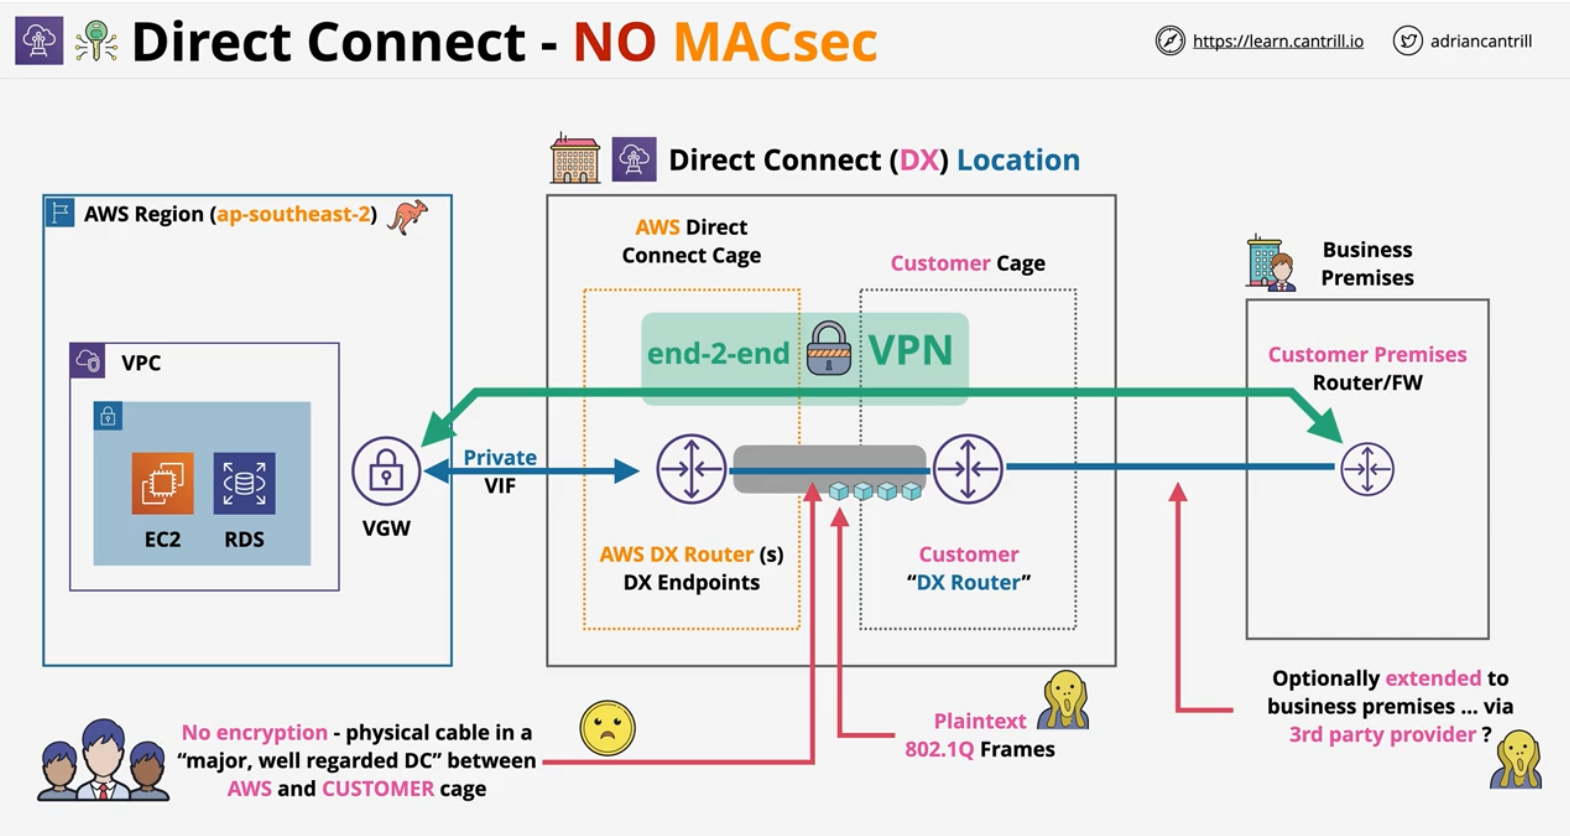 Direct Connect - NO MACsec
https://learn.cantrill.io
adriancantrill
Direct Connect (DX) Location
AWS Region (ap-southeast-2)
AWS Direct
Connect Cage
Customer Cage
Business
Premises
VPC
end-2-end
VPN
Customer Premises
Router/FW
Private
VIF
EC2
RDS
VGW
AWS DX Router (s)
DX Endpoints
Customer
“DX Router”
No encryption - physical cable in a
“major, well regarded DC” between
AWS and CUSTOMER cage
Plaintext
802.1Q Frames
Optionally extended to
business premises ... via
3rd party provider ?